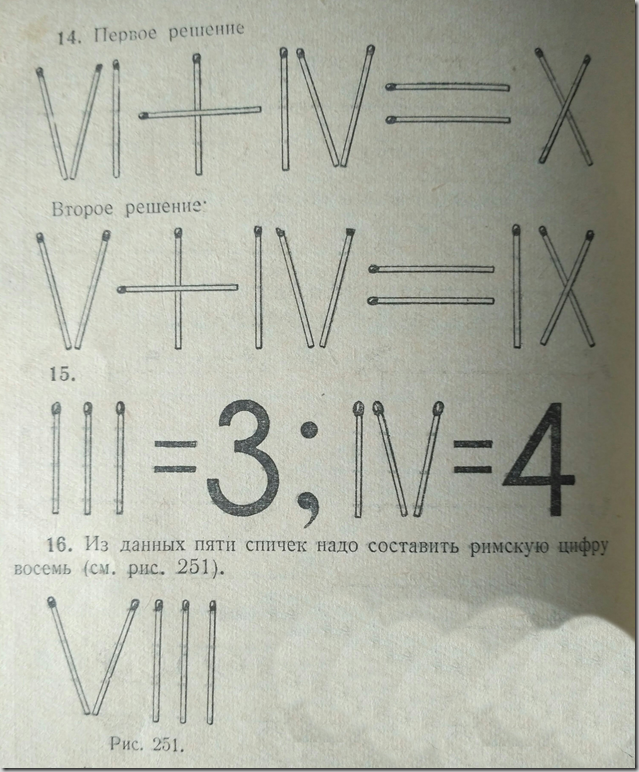 14. Первое решение
VI + IV = X
Второе решение:
V + IV = IX
15.
III = 3; IV = 4
16. Из данных пяти спичек надо составить римскую цифру
восемь (см. рис. 251).
VIII
Рис. 251.